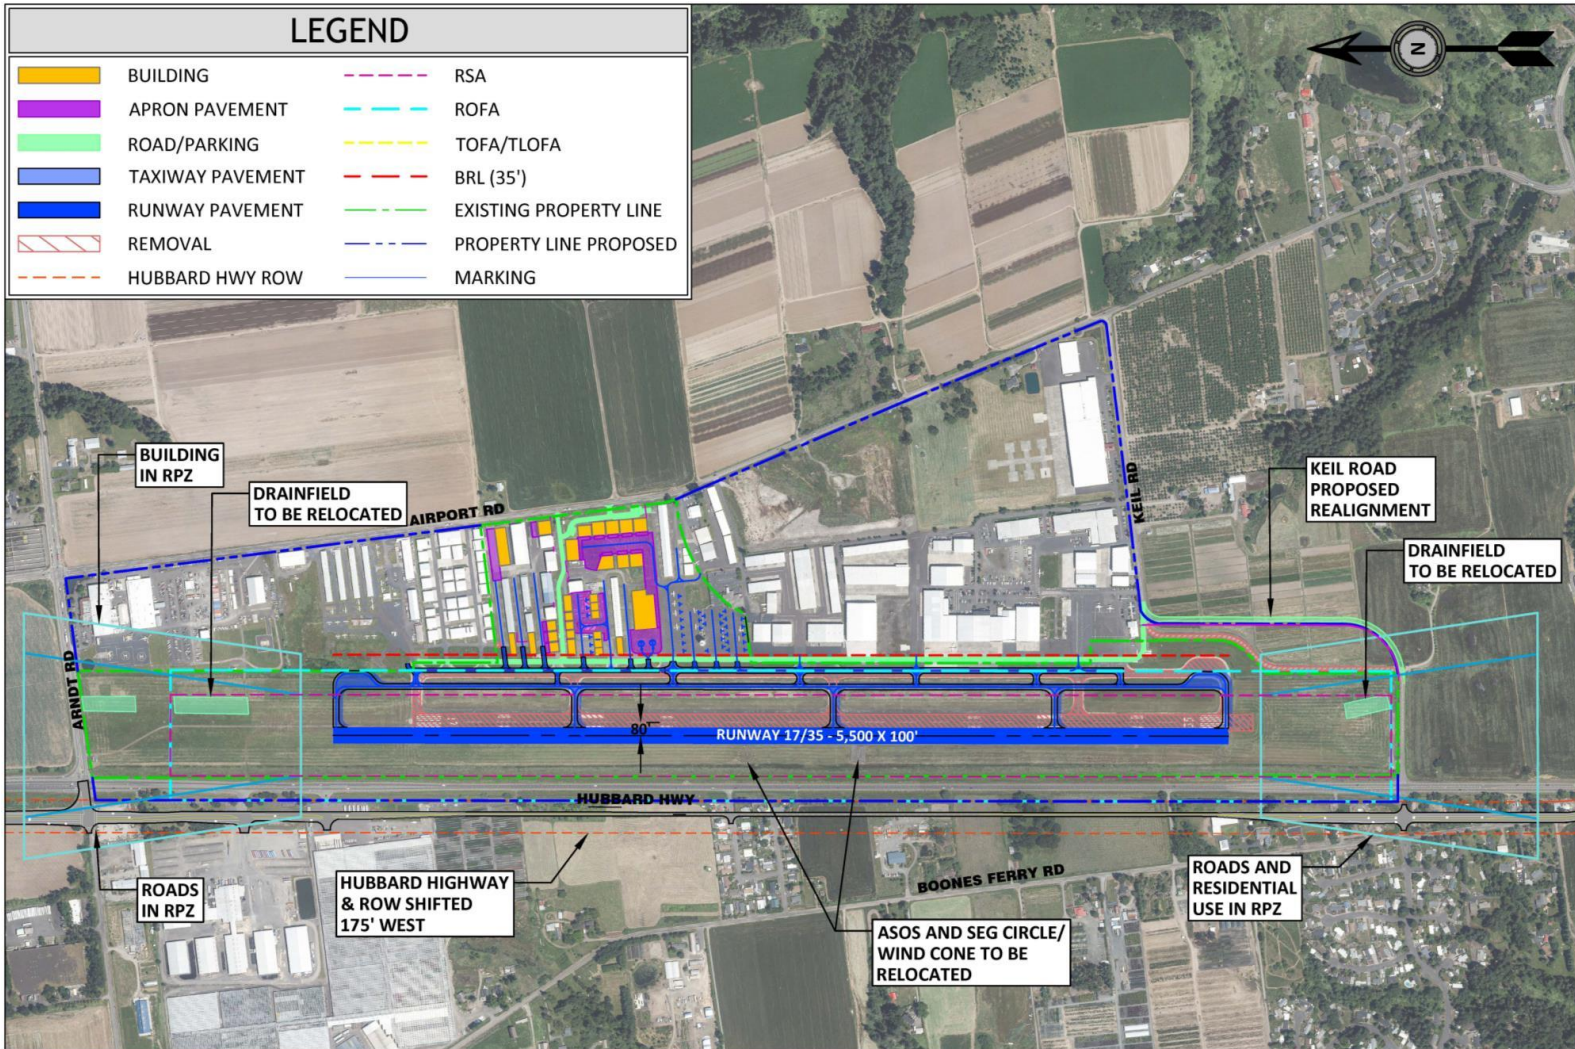 LEGEND
BUILDING
APRON PAVEMENT
ROAD/PARKING
TAXIWAY PAVEMENT
RUNWAY PAVEMENT
REMOVAL
HUBBARD HWY ROW
RSA
ROFA
TOFA/TLOFA
BRL (35')
EXISTING PROPERTY LINE
PROPERTY LINE PROPOSED
MARKING
N
BUILDING
IN RPZ
DRAINFIELD
TO BE RELOCATED
AIRPORT RD
KEIL RD
KEIL ROAD
PROPOSED
REALIGNMENT
DRAINFIELD
TO BE RELOCATED
ARNDT RD
80'
RUNWAY 17/35 - 5,500 X 100'
HUBBARD HWY
ROADS
IN RPZ
HUBBARD HIGHWAY
& ROW SHIFTED
175' WEST
BOONES FERRY RD
ASOS AND SEG CIRCLE/
WIND CONE TO BE
RELOCATED
ROADS AND
RESIDENTIAL
USE IN RPZ